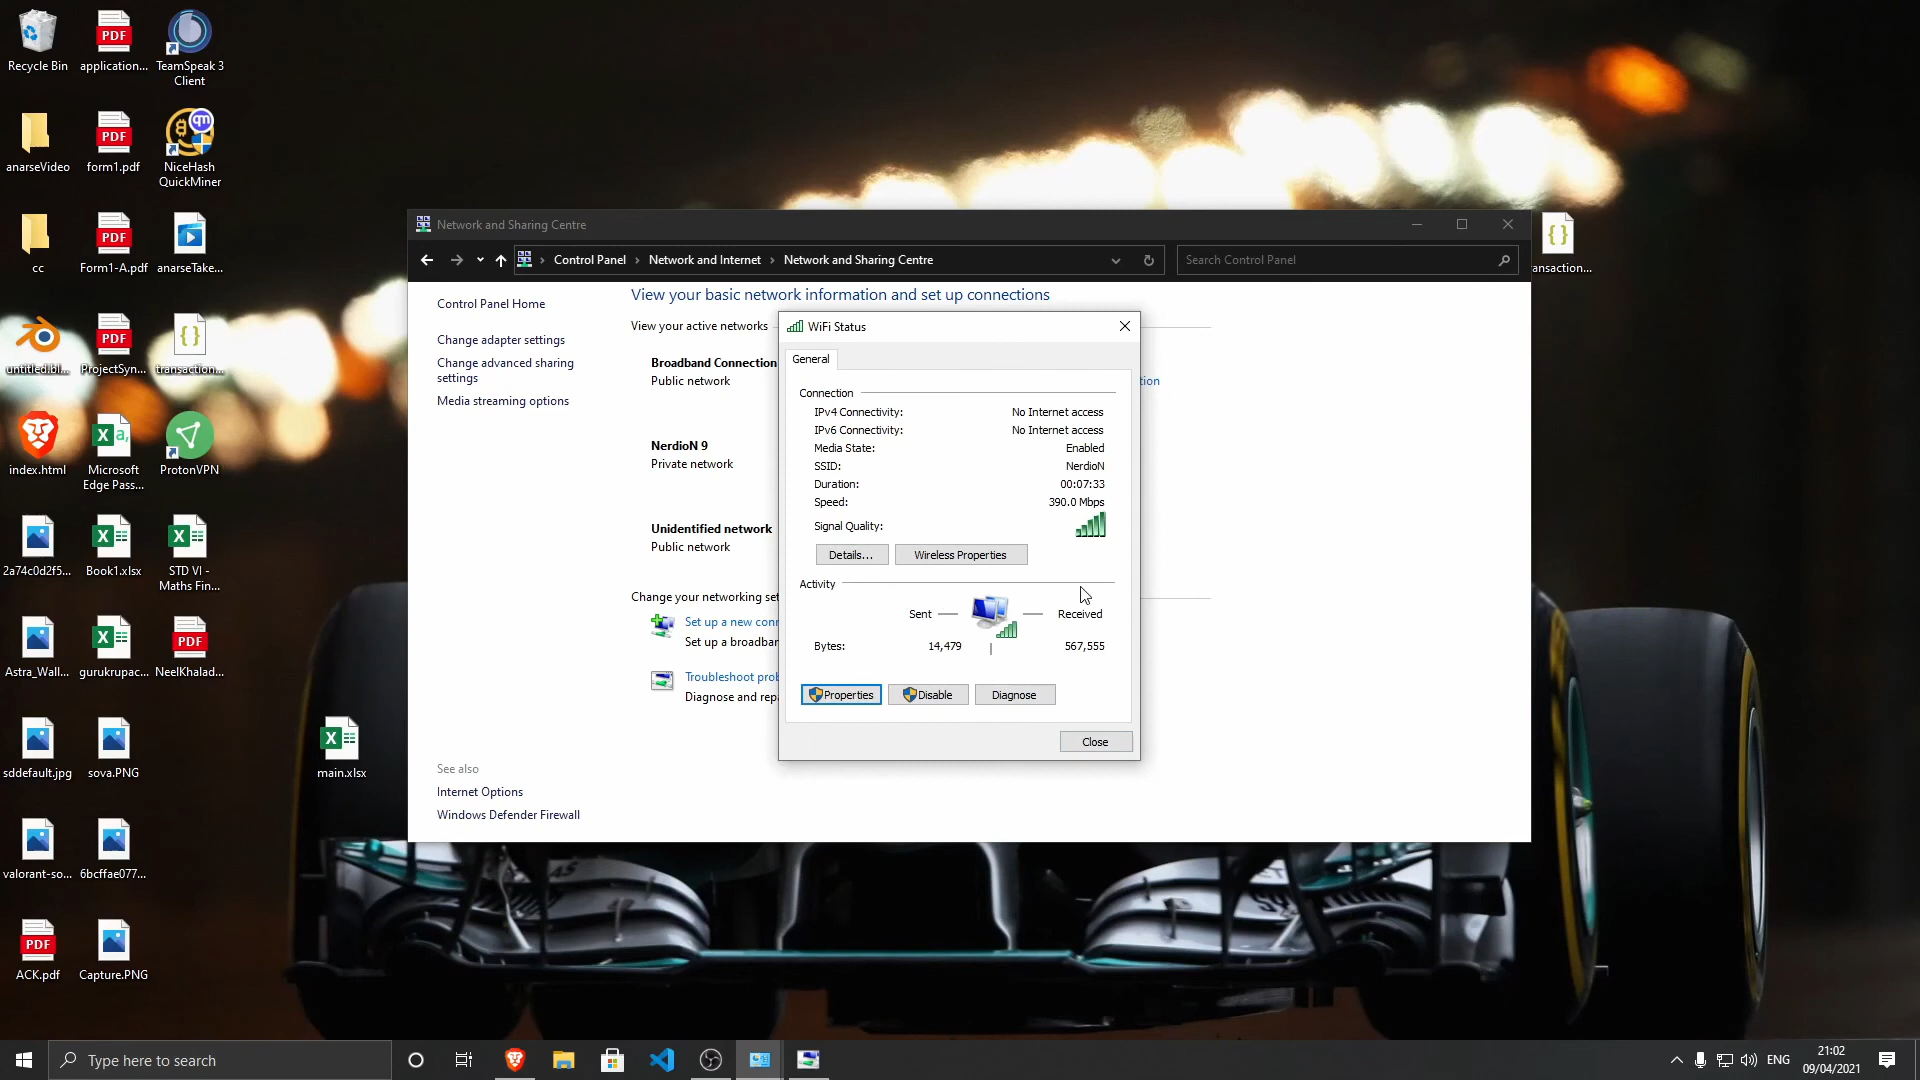 Recycle Bin
application...
TeamSpeak 3
Client
anarseVideo
form1.pdf
NiceHash
QuickMiner
cc
Form1-A.pdf
anarseTake...
untitled.bl...
ProjectSyn...
transaction...
index.html
Microsoft
Edge Pass...
ProtonVPN
2a74c0d2f5...
Book1.xlsx
STD VI -
Maths Fin...
Astra_Wall...
gurukrupac...
NeelKhalad...
sddefault.jpg
sova.PNG
main.xlsx
valorant-so...
6bcffae077...
ACK.pdf
Capture.PNG
ansaction...
Network and Sharing Centre
Control Panel > Network and Internet > Network and Sharing Centre
Search Control Panel
Control Panel Home
Change adapter settings
Change advanced sharing
settings
Media streaming options
See also
Internet Options
Windows Defender Firewall
View your basic network information and set up connections
View your active networks
Broadband Connection
Public network
tion
NerdioN 9
Private network
Unidentified network
Public network
Change your networking set
Set up a new conn
Set up a broadban
Troubleshoot prob
Diagnose and repa
WiFi Status
General
Connection
IPv4 Connectivity: No Internet access
IPv6 Connectivity: No Internet access
Media State: Enabled
SSID: NerdioN
Duration: 00:07:33
Speed: 390.0 Mbps
Signal Quality:
Details... Wireless Properties
Activity
Sent Received
Bytes: 14,479 567,555
Properties Disable Diagnose
Close
Type here to search
ENG
21:02
09/04/2021